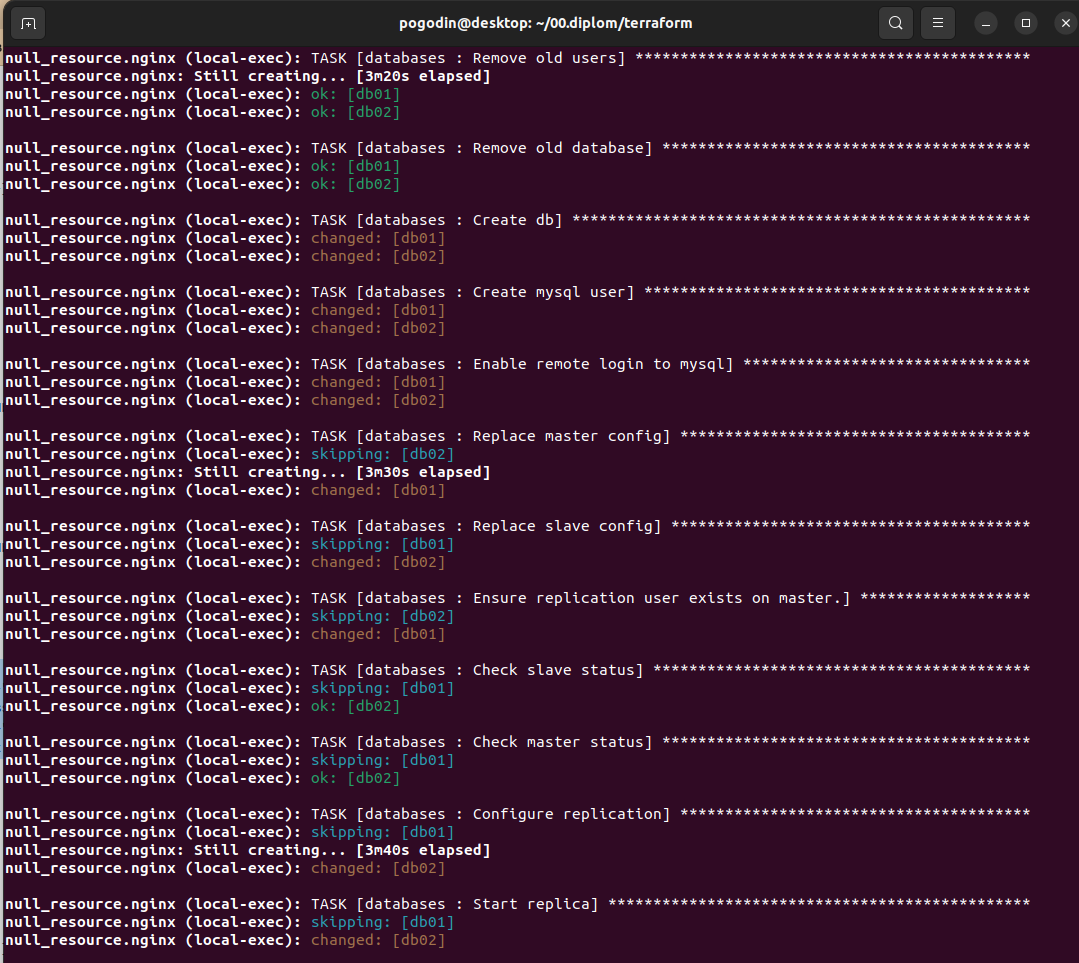 pogodin@desktop: ~/00.diplom/terraform
null_resource.nginx (local-exec): TASK [databases : Remove old users] ********************************************
null_resource.nginx: Still creating... [3m20s elapsed]
null_resource.nginx (local-exec): ok: [db01]
null_resource.nginx (local-exec): ok: [db02]
null_resource.nginx (local-exec): TASK [databases : Remove old database] *****************************************
null_resource.nginx (local-exec): ok: [db01]
null_resource.nginx (local-exec): ok: [db02]
null_resource.nginx (local-exec): TASK [databases : Create db] ***************************************************
null_resource.nginx (local-exec): changed: [db01]
null_resource.nginx (local-exec): changed: [db02]
null_resource.nginx (local-exec): TASK [databases : Create mysql user] *******************************************
null_resource.nginx (local-exec): changed: [db01]
null_resource.nginx (local-exec): changed: [db02]
null_resource.nginx (local-exec): TASK [databases : Enable remote login to mysql] ********************************
null_resource.nginx (local-exec): changed: [db01]
null_resource.nginx (local-exec): changed: [db02]
null_resource.nginx (local-exec): TASK [databases : Replace master config] ***************************************
null_resource.nginx (local-exec): skipping: [db02]
null_resource.nginx: Still creating... [3m30s elapsed]
null_resource.nginx (local-exec): changed: [db01]
null_resource.nginx (local-exec): TASK [databases : Replace slave config] ****************************************
null_resource.nginx (local-exec): skipping: [db01]
null_resource.nginx (local-exec): changed: [db02]
null_resource.nginx (local-exec): TASK [databases : Ensure replication user exists on master.] *******************
null_resource.nginx (local-exec): skipping: [db02]
null_resource.nginx (local-exec): changed: [db01]
null_resource.nginx (local-exec): TASK [databases : Check slave status] ******************************************
null_resource.nginx (local-exec): skipping: [db01]
null_resource.nginx (local-exec): ok: [db02]
null_resource.nginx (local-exec): TASK [databases : Check master status] *****************************************
null_resource.nginx (local-exec): skipping: [db01]
null_resource.nginx (local-exec): ok: [db02]
null_resource.nginx (local-exec): TASK [databases : Configure replication] ***************************************
null_resource.nginx (local-exec): skipping: [db01]
null_resource.nginx: Still creating... [3m40s elapsed]
null_resource.nginx (local-exec): changed: [db02]
null_resource.nginx (local-exec): TASK [databases : Start replica] ***********************************************
null_resource.nginx (local-exec): skipping: [db01]
null_resource.nginx (local-exec): changed: [db02]